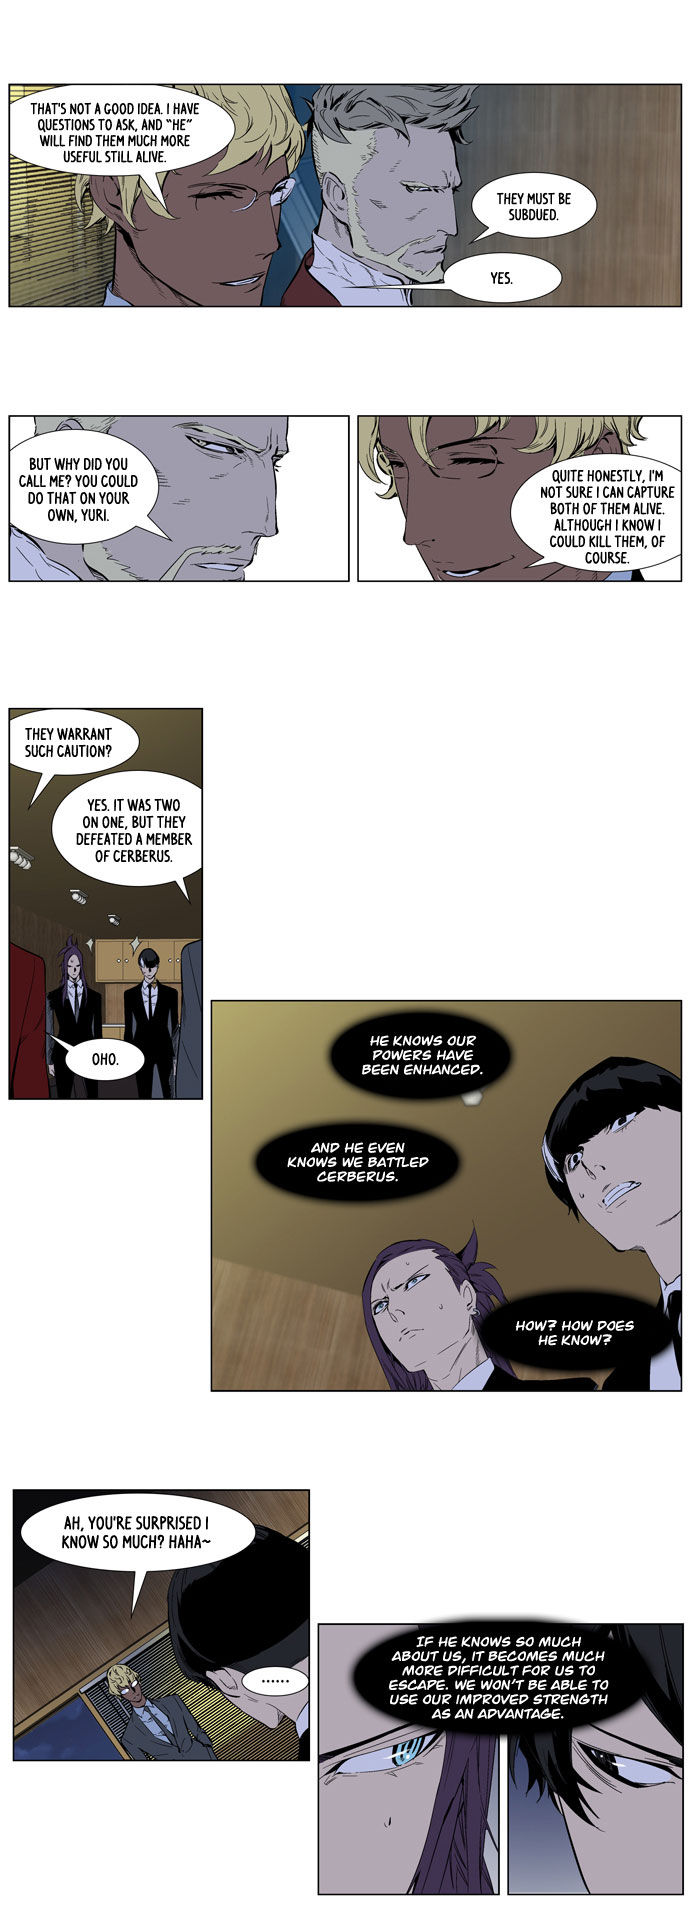 THAT'S NOT A GOOD IDEA. I HAVE
QUESTIONS TO ASK, AND "HE"
WILL FIND THEM MUCH MORE
USEFUL STILL ALIVE.
THEY MUST BE
SUBDUED.
YES.
BUT WHY DID YOU
CALL ME? YOU COULD
DO THAT ON YOUR
OWN, YURI.
QUITE HONESTLY, I'M
NOT SURE I CAN CAPTURE
BOTH OF THEM ALIVE.
ALTHOUGH I KNOW I
COULD KILL THEM, OF
COURSE.
THEY WARRANT
SUCH CAUTION?
YES. IT WAS TWO
ON ONE, BUT THEY
DEFEATED A MEMBER
OF CERBERUS.
OHO.
HE KNOWS OUR
POWERS HAVE
BEEN ENHANCED.
AND HE EVEN
KNOWS WE BATTLED
CERBERUS.
HOW? HOW DOES
HE KNOW?
AH, YOU'RE SURPRISED I
KNOW SO MUCH? HAHA~
......
IF HE KNOWS SO MUCH
ABOUT US, IT BECOMES MUCH
MORE DIFFICULT FOR US TO
ESCAPE. WE WON'T BE ABLE TO
USE OUR IMPROVED STRENGTH
AS AN ADVANTAGE.